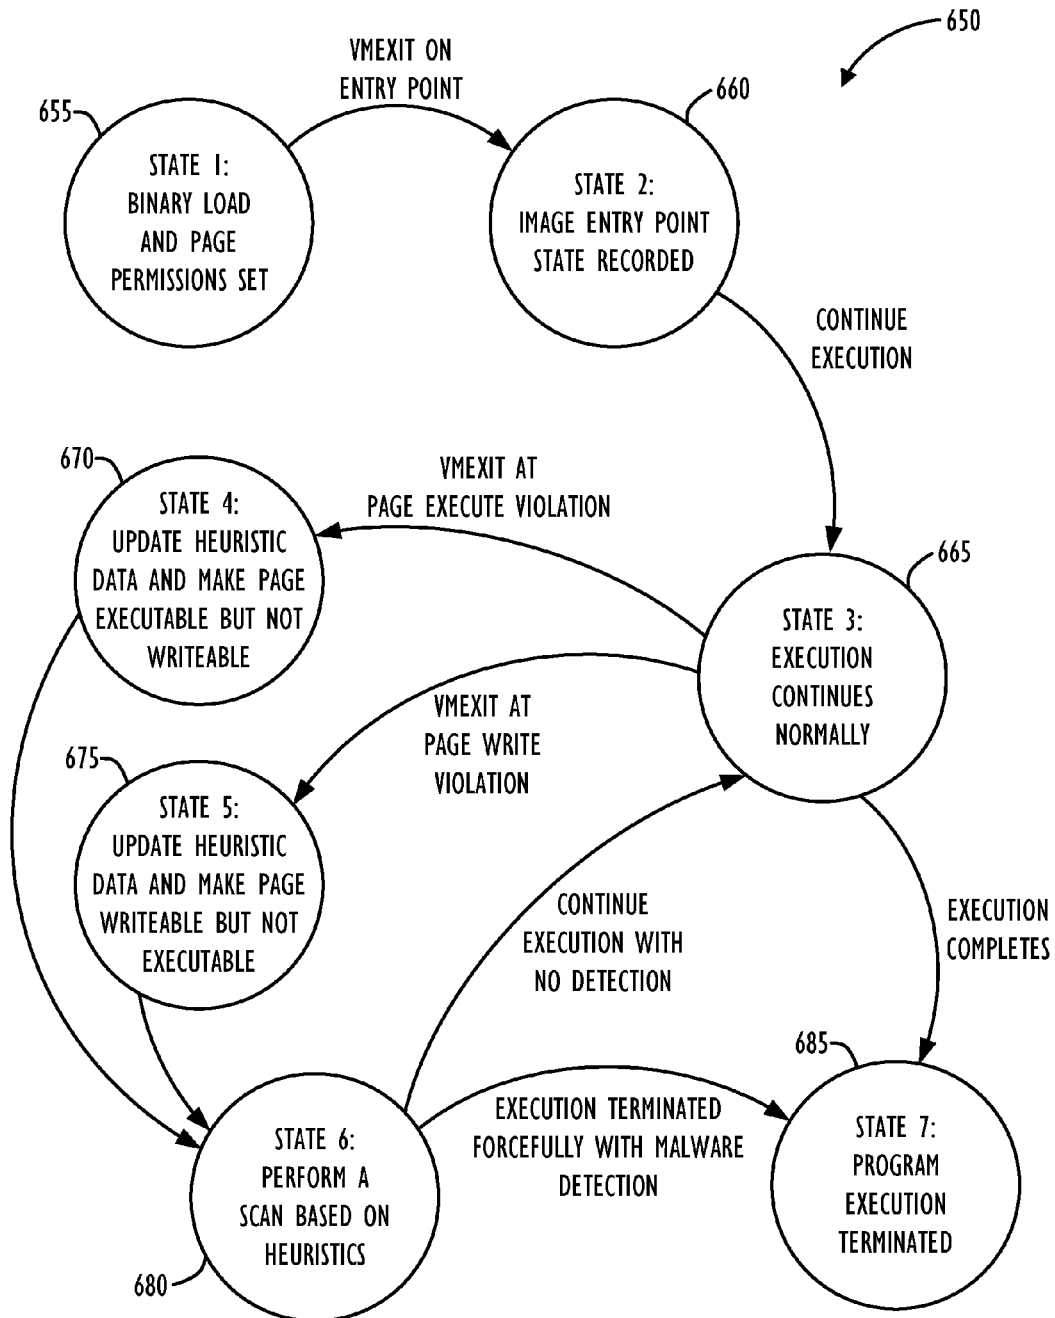 650
VMEXIT ON
ENTRY POINT
655
STATE 1:
BINARY LOAD
AND PAGE
PERMISSIONS SET
660
STATE 2:
IMAGE ENTRY POINT
STATE RECORDED
CONTINUE
EXECUTION
670
STATE 4:
UPDATE HEURISTIC
DATA AND MAKE PAGE
EXECUTABLE BUT NOT
WRITEABLE
VMEXIT AT
PAGE EXECUTE VIOLATION
665
STATE 3:
EXECUTION
CONTINUES
NORMALLY
VMEXIT AT
PAGE WRITE
VIOLATION
675
STATE 5:
UPDATE HEURISTIC
DATA AND MAKE PAGE
WRITEABLE BUT NOT
EXECUTABLE
CONTINUE
EXECUTION WITH
NO DETECTION
EXECUTION
COMPLETES
680
STATE 6:
PERFORM A
SCAN BASED ON
HEURISTICS
EXECUTION TERMINATED
FORCEFULLY WITH MALWARE
DETECTION
685
STATE 7:
PROGRAM
EXECUTION
TERMINATED